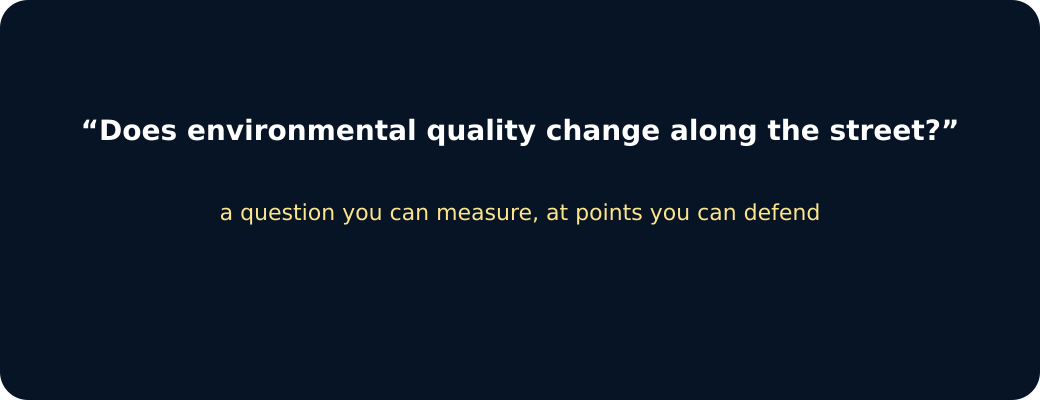 “Does environmental quality change along the street?”
a question you can measure, at points you can defend